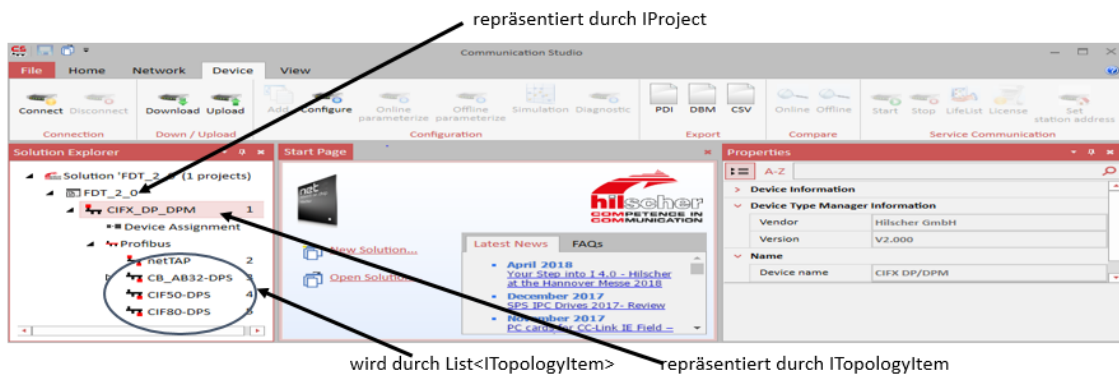 repräsentiert durch IProject
Communication Studio
File Home Network Device View
Connect Disconnect Download Upload Add Configure Online parameterize Offline parameterize Simulation Diagnostic PDI DBM CSV Online Offline Start Stop LifeList License Set station address
Connection Down / Upload Configuration Export Compare Service Communication
Solution Explorer
Solution 'FDT_2_0' (1 projects)
FDT_2_0
CIFX_DP_DPM 1
Device Assignment
Profibus
netTAP 2
CB_AB32-DPS 3
CIF50-DPS 4
CIF80-DPS 5
Start Page
net
hilscher
COMPETENCE IN
COMMUNICATION
New Solution...
Open Solution...
Latest News FAQs
April 2018
Your Step into I 4.0 - Hilscher
at the Hannover Messe 2018
December 2017
SPS IPC Drives 2017- Review
November 2017
PC cards for CC-Link IE Field –
Properties
A-Z
Device Information
Device Type Manager Information
Vendor Hilscher GmbH
Version V2.000
Name
Device name CIFX DP/DPM
wird durch List<ITopologyItem>
repräsentiert durch ITopologyItem